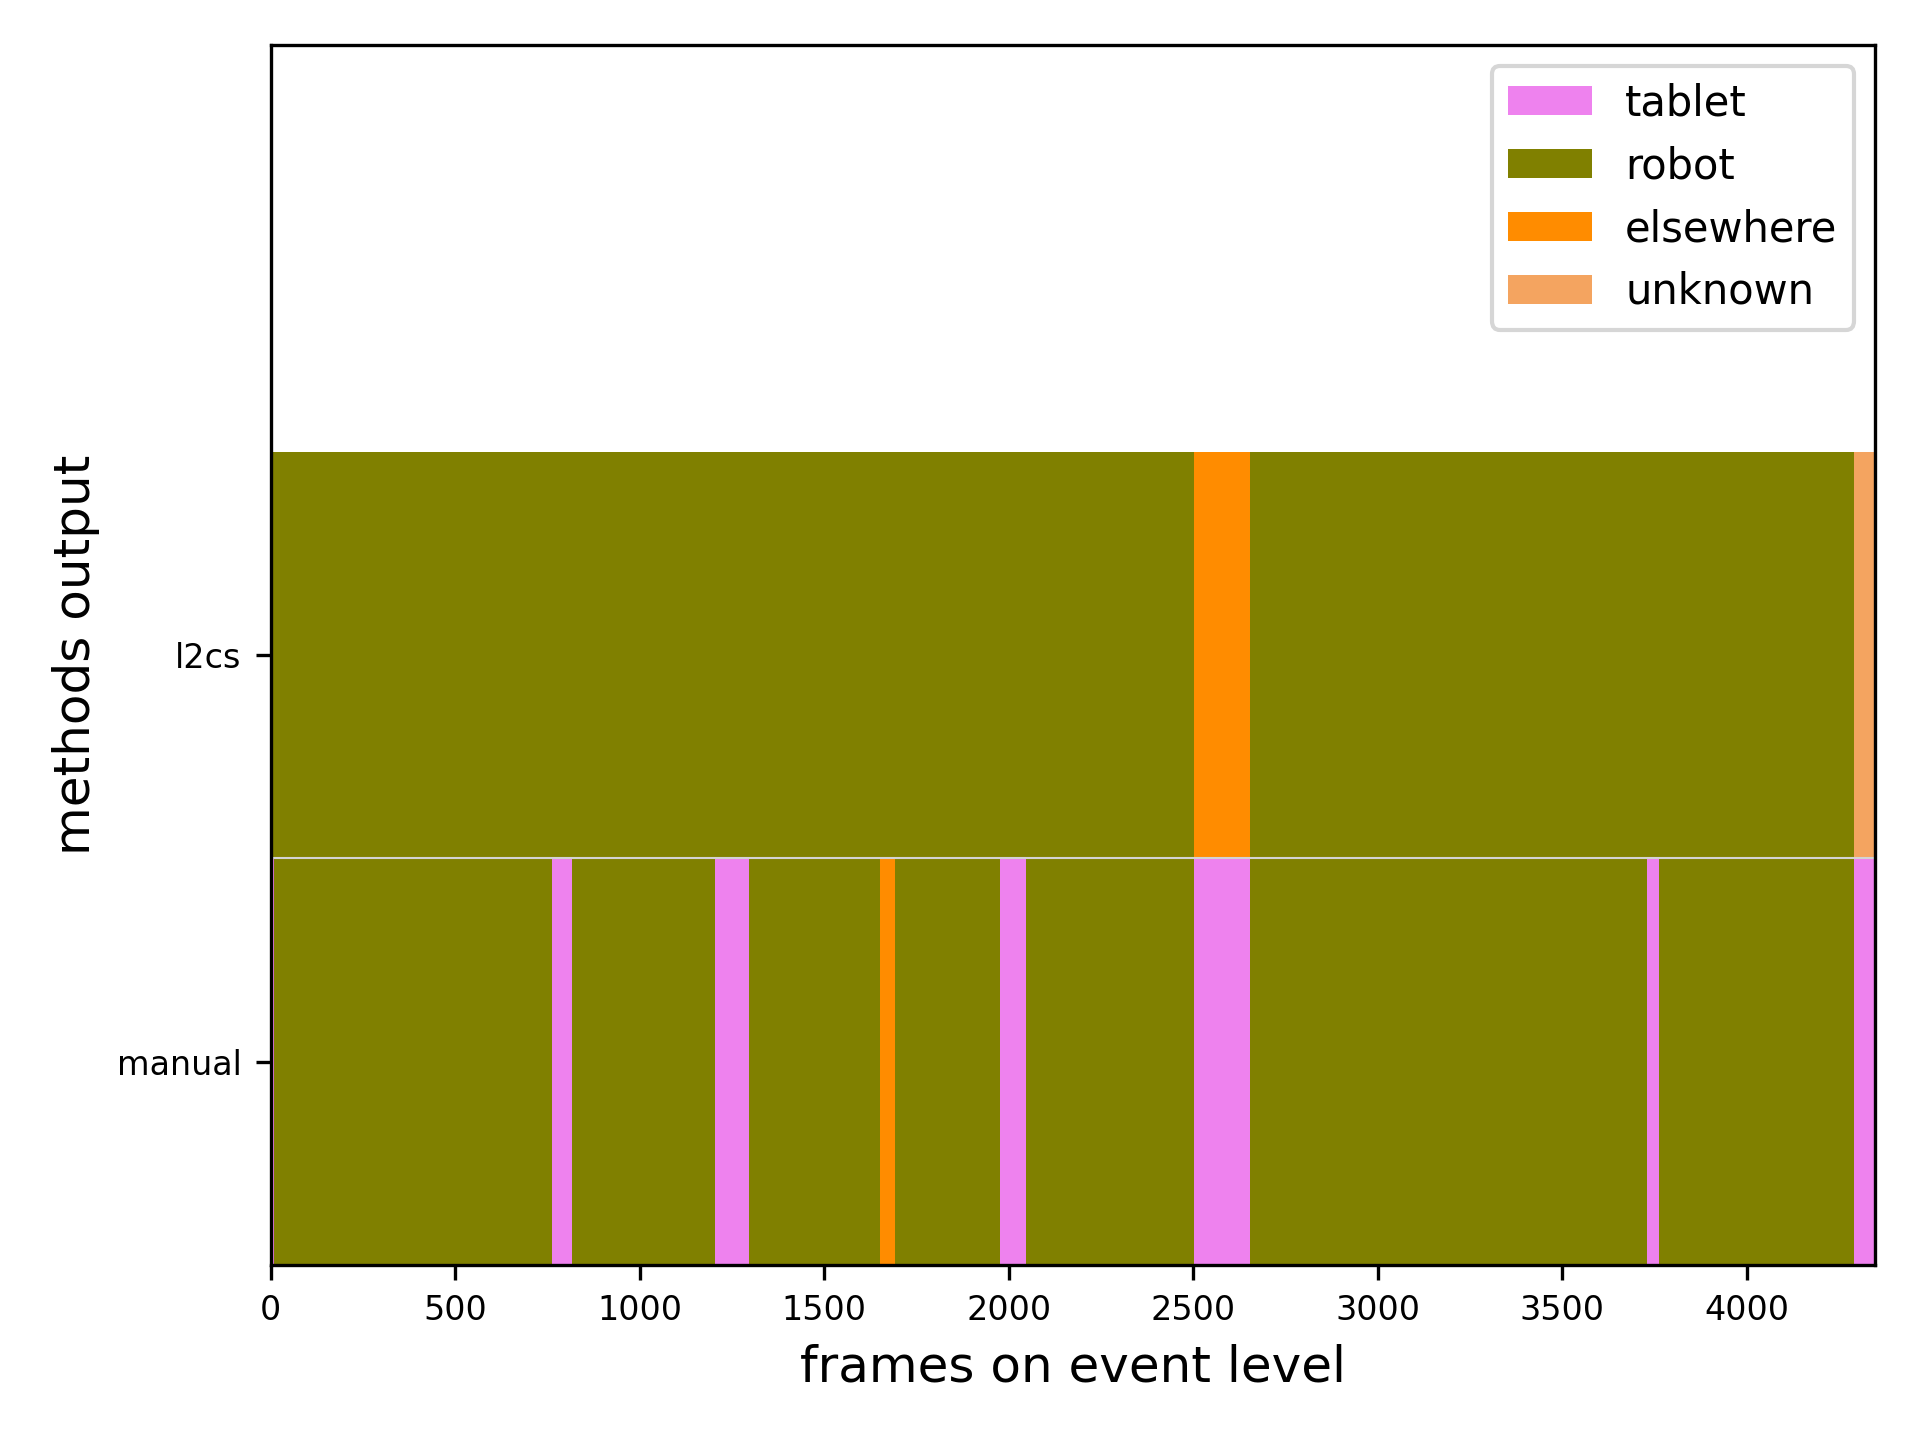 tablet
robot
elsewhere
unknown
methods output
l2cs
manual
0 500 1000 1500 2000 2500 3000 3500 4000
frames on event level